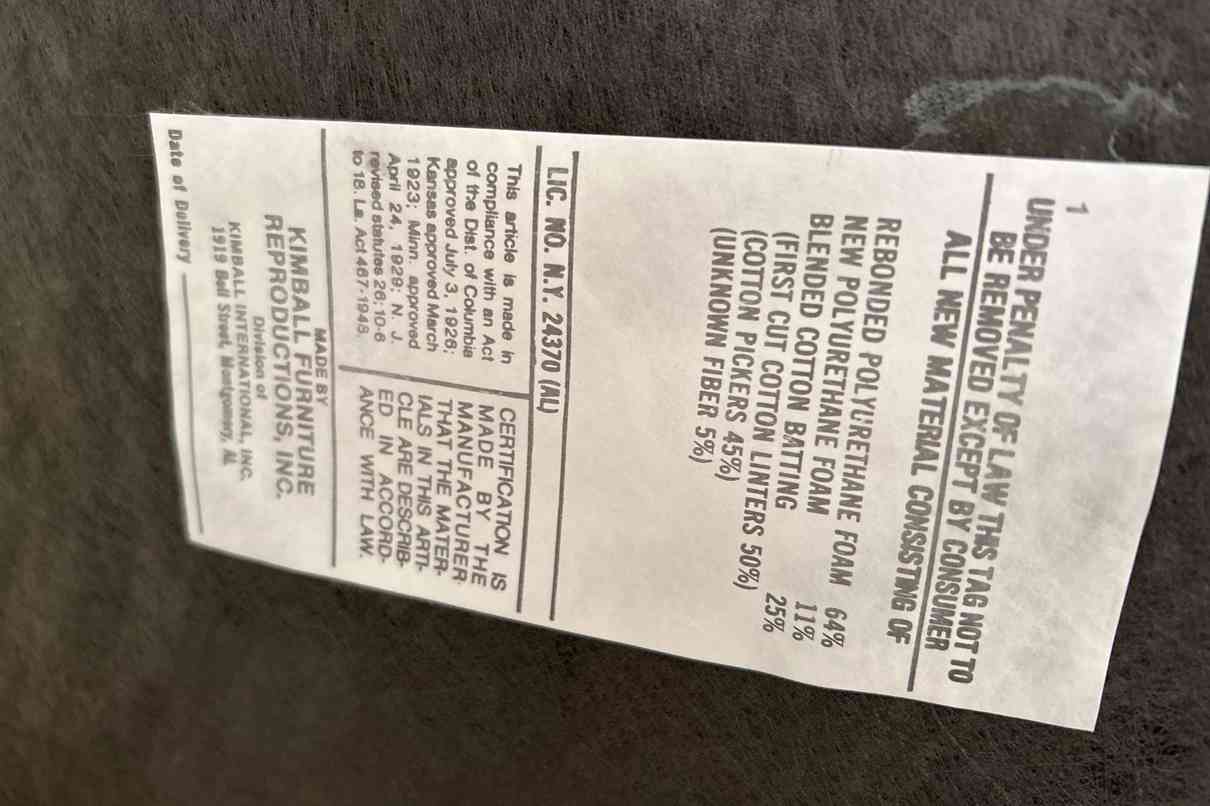 1
UNDER PENALTY OF LAW THIS TAG NOT TO
BE REMOVED EXCEPT BY CONSUMER
ALL NEW MATERIAL CONSISTING OF
REBONDED POLYURETHANE FOAM 64%
NEW POLYURETHANE FOAM 11%
BLENDED COTTON BATTING 25%
(FIRST CUT COTTON LINTERS 50%)
(COTTON PICKERS 45%)
(UNKNOWN FIBER 5%)
LIC. NO. N.Y. 24370 (AL)
This article is made in
compliance with an Act
of the Dist. of Columbia
approved July 3, 1926;
Kansas approved March
1923; Minn. approved
April 24, 1929; N. J.
revised statutes 26:10-6
to 18. La. Act 467-1948.
CERTIFICATION IS
MADE BY THE
MANUFACTURER
THAT THE MATER-
IALS IN THIS ARTI-
CLE ARE DESCRIB-
ED IN ACCORD-
ANCE WITH LAW.
MADE BY
KIMBALL FURNITURE
REPRODUCTIONS, INC.
Division of
KIMBALL INTERNATIONAL, INC.
1919 Bell Street, Montgomery, AL
Date of Delivery